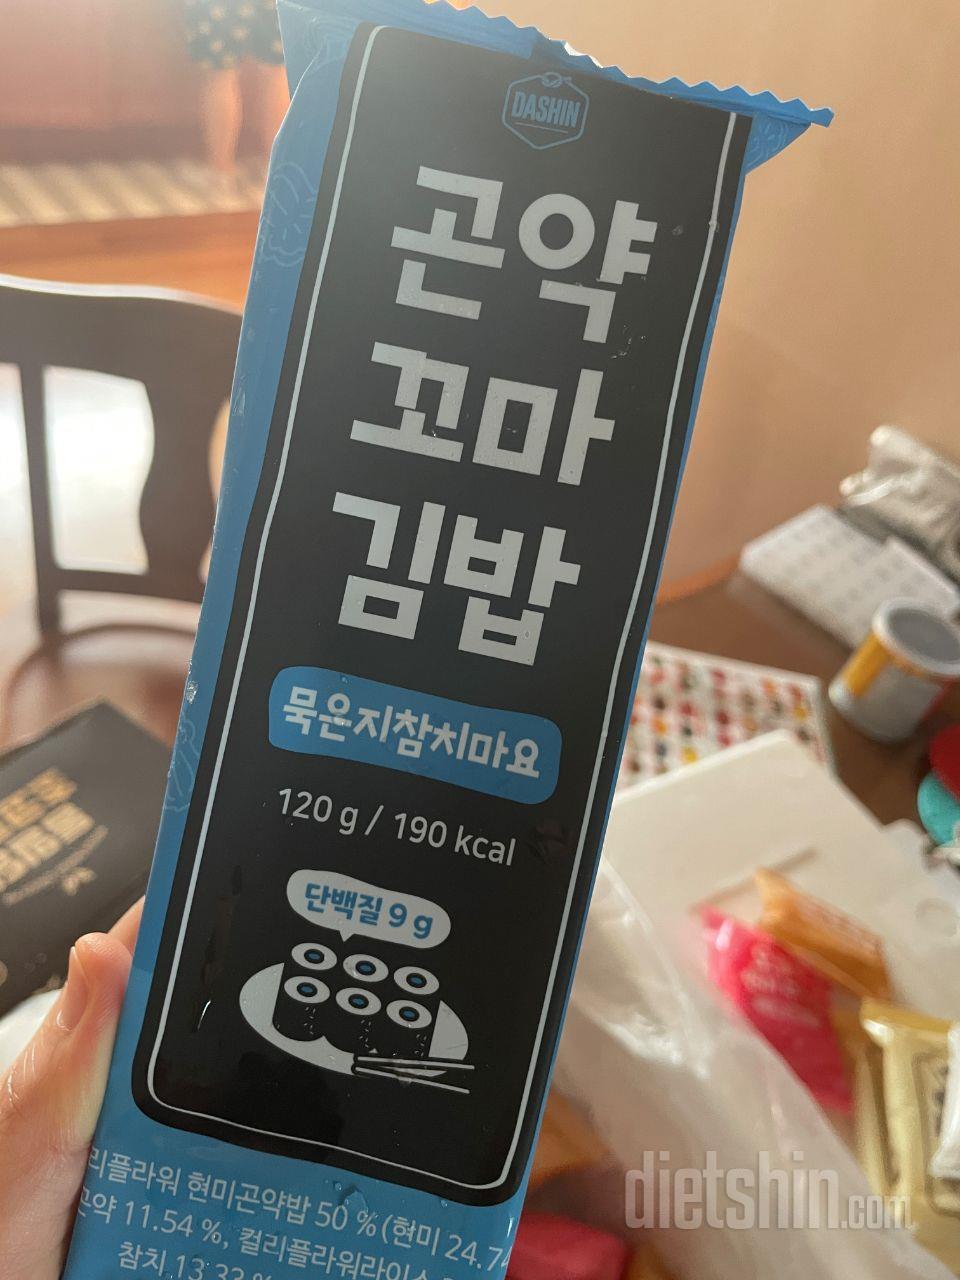 DASHIN
곤약
꼬마
김밥
묵은지참치마요
120 g / 190 kcal
단백질 9 g
리플라워 현미곤약밥 50 % (현미 24.7
곤약 11.54 %, 컬리플라워라이스
참치 13.33 %
dietshin.com